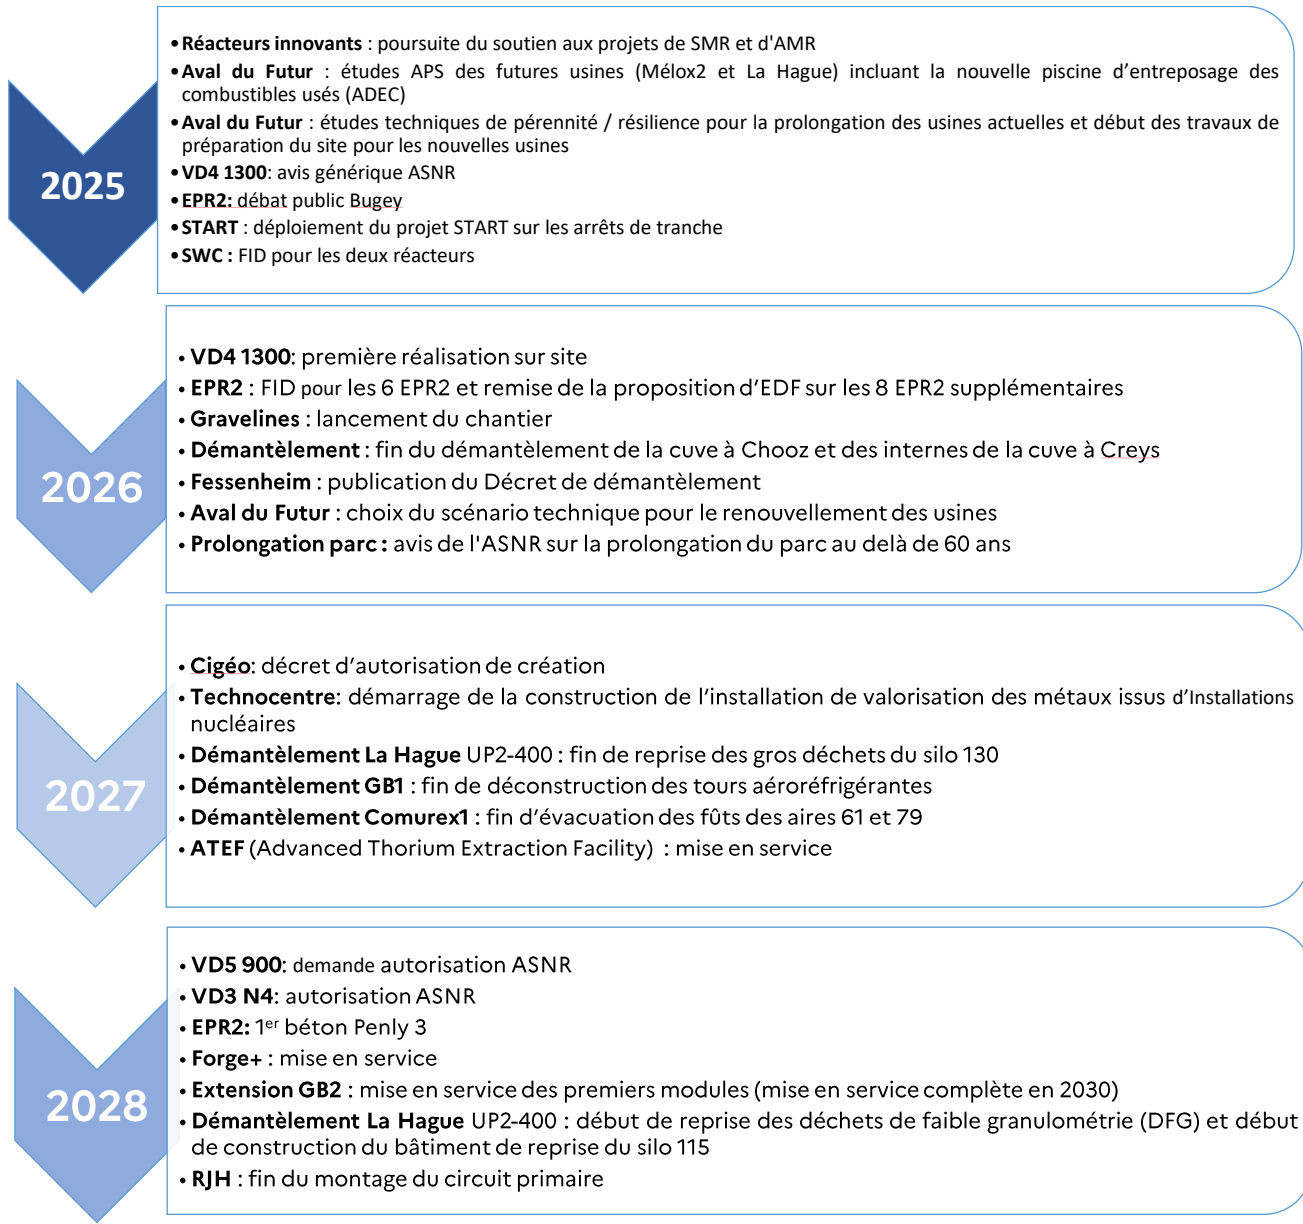 2025
• Réacteurs innovants : poursuite du soutien aux projets de SMR et d'AMR
• Aval du Futur : études APS des futures usines (Mélox2 et La Hague) incluant la nouvelle piscine d’entreposage des
combustibles usés (ADEC)
• Aval du Futur : études techniques de pérennité / résilience pour la prolongation des usines actuelles et début des travaux de
préparation du site pour les nouvelles usines
• VD4 1300: avis générique ASNR
• EPR2: débat public Bugey
• START : déploiement du projet START sur les arrêts de tranche
• SWC : FID pour les deux réacteurs
2026
• VD4 1300: première réalisation sur site
• EPR2 : FID pour les 6 EPR2 et remise de la proposition d’EDF sur les 8 EPR2 supplémentaires
• Gravelines : lancement du chantier
• Démantèlement : fin du démantèlement de la cuve à Chooz et des internes de la cuve à Creys
• Fessenheim : publication du Décret de démantèlement
• Aval du Futur : choix du scénario technique pour le renouvellement des usines
• Prolongation parc : avis de l'ASNR sur la prolongation du parc au delà de 60 ans
2027
• Cigéo: décret d’autorisation de création
• Technocentre: démarrage de la construction de l’installation de valorisation des métaux issus d’Installations
nucléaires
• Démantèlement La Hague UP2-400 : fin de reprise des gros déchets du silo 130
• Démantèlement GB1 : fin de déconstruction des tours aéroréfrigérantes
• Démantèlement Comurex1 : fin d’évacuation des fûts des aires 61 et 79
• ATEF (Advanced Thorium Extraction Facility) : mise en service
2028
• VD5 900: demande autorisation ASNR
• VD3 N4: autorisation ASNR
• EPR2: 1er béton Penly 3
• Forge+ : mise en service
• Extension GB2 : mise en service des premiers modules (mise en service complète en 2030)
• Démantèlement La Hague UP2-400 : début de reprise des déchets de faible granulométrie (DFG) et début
de construction du bâtiment de reprise du silo 115
• RJH : fin du montage du circuit primaire